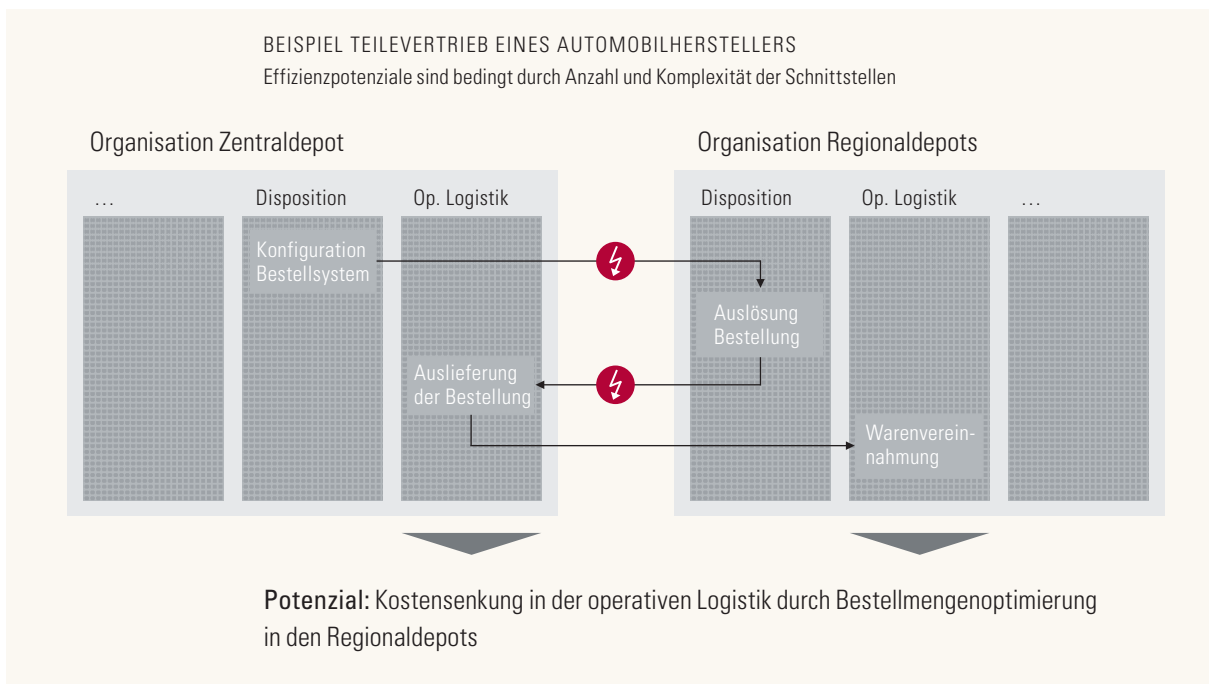 BEISPIEL TEILEVERTRIEB EINES AUTOMOBILHERSTELLERS
Effizienzpotenziale sind bedingt durch Anzahl und Komplexität der Schnittstellen
Organisation Zentraldepot
Organisation Regionaldepots
...
Disposition
Op. Logistik
Disposition
Op. Logistik
...
Konfiguration
Bestellsystem
Auslösung
Bestellung
Auslieferung
der Bestellung
Warenverein-
nahmung
Potenzial: Kostensenkung in der operativen Logistik durch Bestellmengenoptimierung
in den Regionaldepots